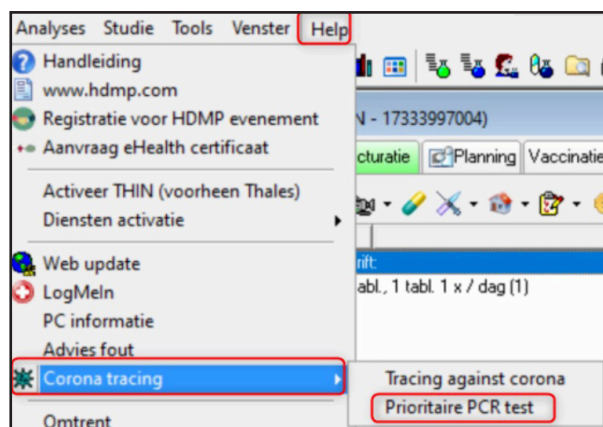 Analyses Studie Tools Venster Help
Handleiding
www.hdmp.com
Registratie voor HDMP evenement
N - 17333997004)
Aanvraag eHealth certificaat
cturatie Planning Vaccinatie
Activeer THIN (voorheen Thales)
Diensten activatie
rift:
Web update
abl., 1 tabl. 1 x / dag (1)
LogMeIn
PC informatie
Advies fout
Corona tracing
Tracing against corona
Prioritaire PCR test
Omtrent